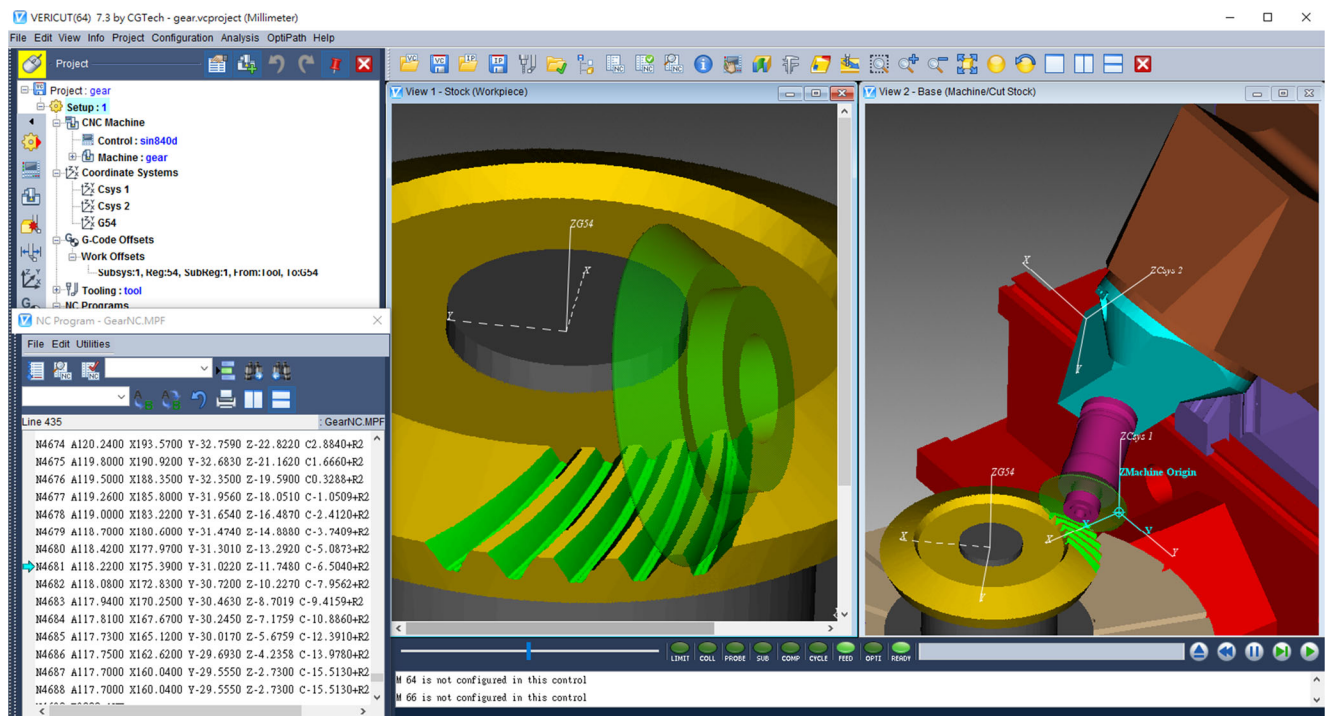 VERICUT(64) 7.3 by CGTech - gear.vcproject (Millimeter)
File Edit View Info Project Configuration Analysis OptiPath Help
Project
Project : gear
Setup : 1
CNC Machine
Control : sin840d
Machine : gear
Coordinate Systems
Csys 1
Csys 2
G54
G-Code Offsets
Work Offsets
Subsys:1, Reg:54, SubReg:1, From:Tool, To:G54
Tooling : tool
NC Programs
NC Program - GearNC.MPF
File Edit Utilities
Line 435 : GearNC.MPF
N4674 A120.2400 X193.5700 Y-32.7590 Z-22.8220 C2.8840+R2
N4675 A119.8000 X190.9200 Y-32.6830 Z-21.1620 C1.6660+R2
N4676 A119.5000 X188.3500 Y-32.3500 Z-19.5900 C0.3288+R2
N4677 A119.2600 X185.8000 Y-31.9560 Z-18.0510 C-1.0509+R2
N4678 A119.0000 X183.2200 Y-31.6540 Z-16.4870 C-2.4120+R2
N4679 A118.7000 X180.6000 Y-31.4740 Z-14.8880 C-3.7409+R2
N4680 A118.4200 X177.9700 Y-31.3010 Z-13.2920 C-5.0873+R2
N4681 A118.2200 X175.3900 Y-31.0220 Z-11.7480 C-6.5040+R2
N4682 A118.0800 X172.8300 Y-30.7200 Z-10.2270 C-7.9562+R2
N4683 A117.9400 X170.2500 Y-30.4630 Z-8.7019 C-9.4159+R2
N4684 A117.8100 X167.6700 Y-30.2450 Z-7.1759 C-10.8860+R2
N4685 A117.7300 X165.1200 Y-30.0170 Z-5.6759 C-12.3910+R2
N4686 A117.7500 X162.6200 Y-29.6930 Z-4.2358 C-13.9780+R2
N4687 A117.7000 X160.0400 Y-29.5550 Z-2.7300 C-15.5130+R2
N4688 A117.7000 X160.0400 Y-29.5550 Z-2.7300 C-15.5130+R2
View 1 - Stock (Workpiece)
ZG54
X
Y
View 2 - Base (Machine/Cut Stock)
X
ZCsys 2
Y
ZCsys 1
ZG54
ZMachine Origin
X
X
X
Y
Y
Y
LIMIT COLL PROBE SUB COMP CYCLE FEED OPTI READY
M 64 is not configured in this control
M 66 is not configured in this control